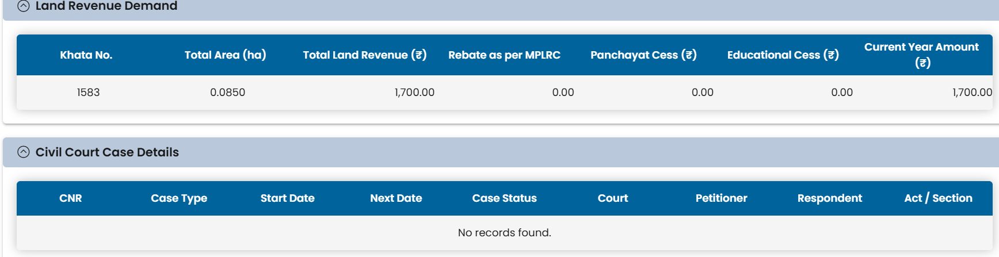 Land Revenue Demand
Khata No. Total Area (ha) Total Land Revenue (₹) Rebate as per MPLRC Panchayat Cess (₹) Educational Cess (₹) Current Year Amount (₹)
1583 0.0850 1,700.00 0.00 0.00 0.00 1,700.00
Civil Court Case Details
CNR Case Type Start Date Next Date Case Status Court Petitioner Respondent Act / Section
No records found.